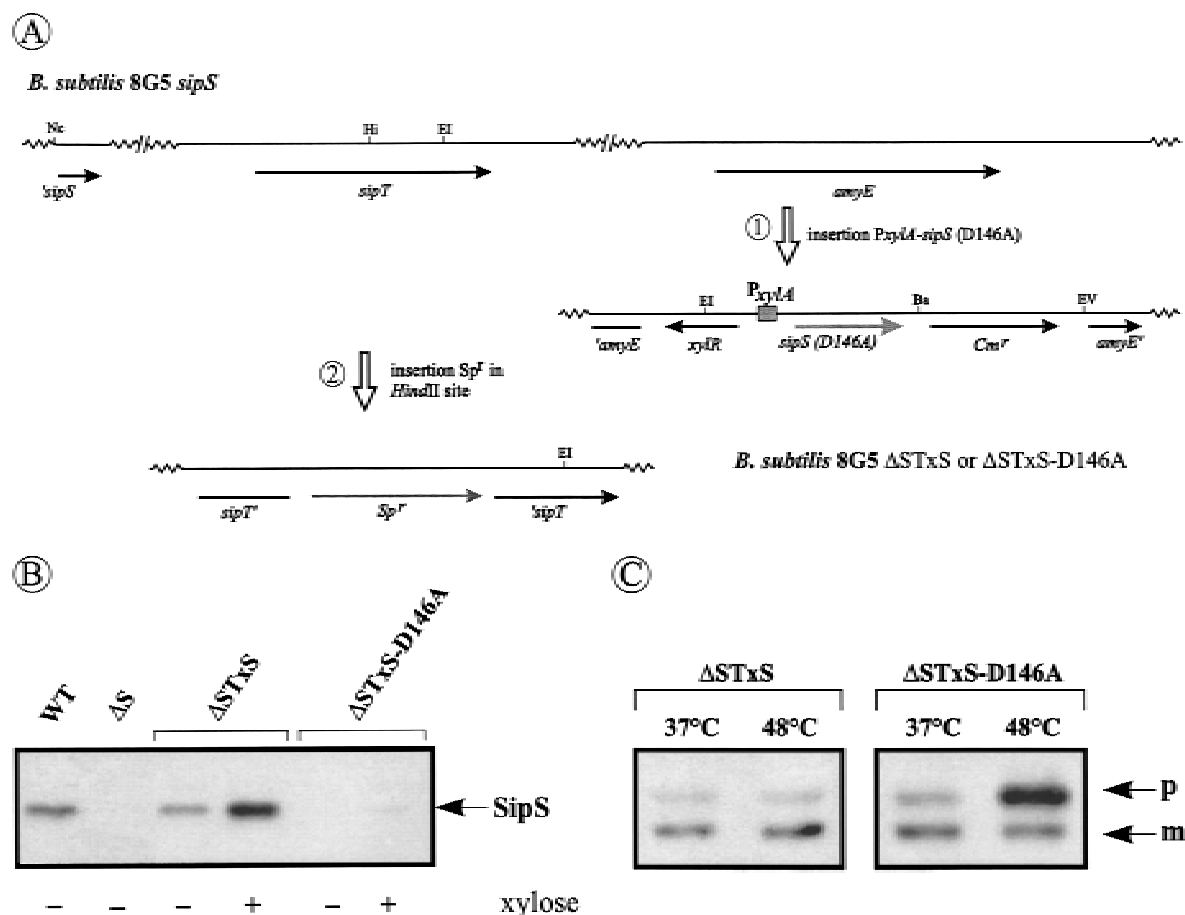 A
B. subtilis 8G5 sipS
Nc Hi EI
'sipS sipT amyE
1 insertion PxylA-sipS (D146A)
EI PxylA Ba EV
'amyE xylR sipS (D146A) Cmʳ amyE'
2 insertion Spʳ in
HindII site
EI
B. subtilis 8G5 ΔSTxS or ΔSTxS-D146A
sipT' Spʳ 'sipT
B
WT ΔS ΔSTxS ΔSTxS-D146A
SipS
– – – + – + xylose
C
ΔSTxS ΔSTxS-D146A
37°C 48°C 37°C 48°C
p
m